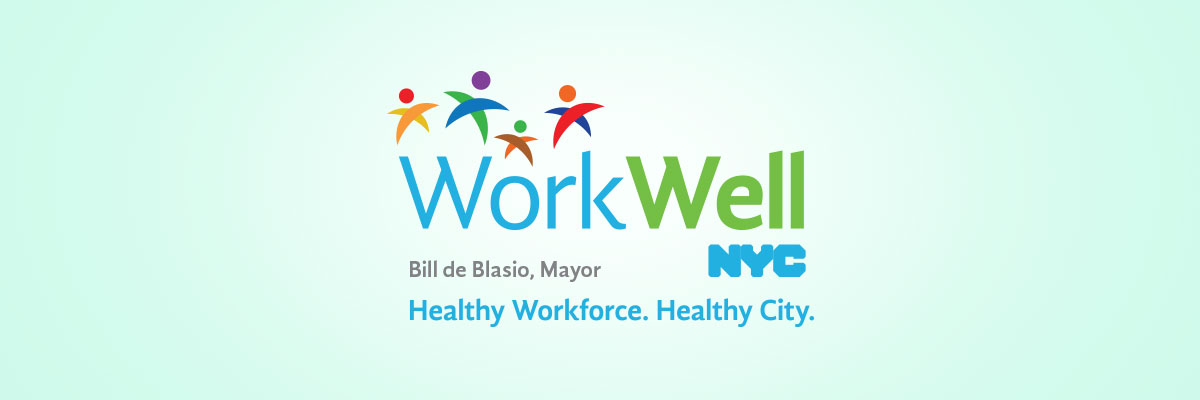 WorkWell
NYC
Bill de Blasio, Mayor
Healthy Workforce. Healthy City.